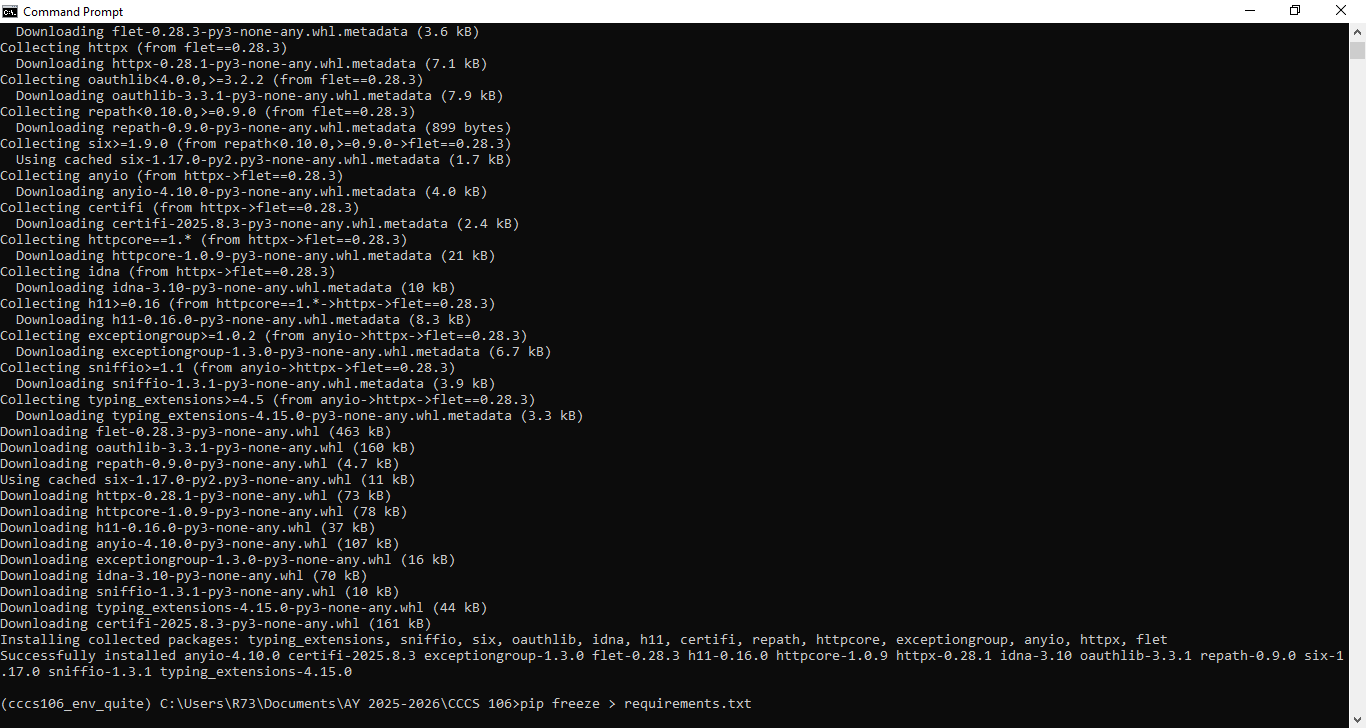 Command Prompt
Downloading flet-0.28.3-py3-none-any.whl.metadata (3.6 kB)
Collecting httpx (from flet==0.28.3)
Downloading httpx-0.28.1-py3-none-any.whl.metadata (7.1 kB)
Collecting oauthlib<4.0.0,>=3.2.2 (from flet==0.28.3)
Downloading oauthlib-3.3.1-py3-none-any.whl.metadata (7.9 kB)
Collecting repath<0.10.0,>=0.9.0 (from flet==0.28.3)
Downloading repath-0.9.0-py3-none-any.whl.metadata (899 bytes)
Collecting six>=1.9.0 (from repath<0.10.0,>=0.9.0->flet==0.28.3)
Using cached six-1.17.0-py2.py3-none-any.whl.metadata (1.7 kB)
Collecting anyio (from httpx->flet==0.28.3)
Downloading anyio-4.10.0-py3-none-any.whl.metadata (4.0 kB)
Collecting certifi (from httpx->flet==0.28.3)
Downloading certifi-2025.8.3-py3-none-any.whl.metadata (2.4 kB)
Collecting httpcore==1.* (from httpx->flet==0.28.3)
Downloading httpcore-1.0.9-py3-none-any.whl.metadata (21 kB)
Collecting idna (from httpx->flet==0.28.3)
Downloading idna-3.10-py3-none-any.whl.metadata (10 kB)
Collecting h11>=0.16 (from httpcore==1.*->httpx->flet==0.28.3)
Downloading h11-0.16.0-py3-none-any.whl.metadata (8.3 kB)
Collecting exceptiongroup>=1.0.2 (from anyio->httpx->flet==0.28.3)
Downloading exceptiongroup-1.3.0-py3-none-any.whl.metadata (6.7 kB)
Collecting sniffio>=1.1 (from anyio->httpx->flet==0.28.3)
Downloading sniffio-1.3.1-py3-none-any.whl.metadata (3.9 kB)
Collecting typing_extensions>=4.5 (from anyio->httpx->flet==0.28.3)
Downloading typing_extensions-4.15.0-py3-none-any.whl.metadata (3.3 kB)
Downloading flet-0.28.3-py3-none-any.whl (463 kB)
Downloading oauthlib-3.3.1-py3-none-any.whl (160 kB)
Downloading repath-0.9.0-py3-none-any.whl (4.7 kB)
Using cached six-1.17.0-py2.py3-none-any.whl (11 kB)
Downloading httpx-0.28.1-py3-none-any.whl (73 kB)
Downloading httpcore-1.0.9-py3-none-any.whl (78 kB)
Downloading h11-0.16.0-py3-none-any.whl (37 kB)
Downloading anyio-4.10.0-py3-none-any.whl (107 kB)
Downloading exceptiongroup-1.3.0-py3-none-any.whl (16 kB)
Downloading idna-3.10-py3-none-any.whl (70 kB)
Downloading sniffio-1.3.1-py3-none-any.whl (10 kB)
Downloading typing_extensions-4.15.0-py3-none-any.whl (44 kB)
Downloading certifi-2025.8.3-py3-none-any.whl (161 kB)
Installing collected packages: typing_extensions, sniffio, six, oauthlib, idna, h11, certifi, repath, httpcore, exceptiongroup, anyio, httpx, flet
Successfully installed anyio-4.10.0 certifi-2025.8.3 exceptiongroup-1.3.0 flet-0.28.3 h11-0.16.0 httpcore-1.0.9 httpx-0.28.1 idna-3.10 oauthlib-3.3.1 repath-0.9.0 six-1
.17.0 sniffio-1.3.1 typing_extensions-4.15.0
(cccs106_env_quite) C:\Users\R73\Documents\AY 2025-2026\CCCS 106>pip freeze > requirements.txt